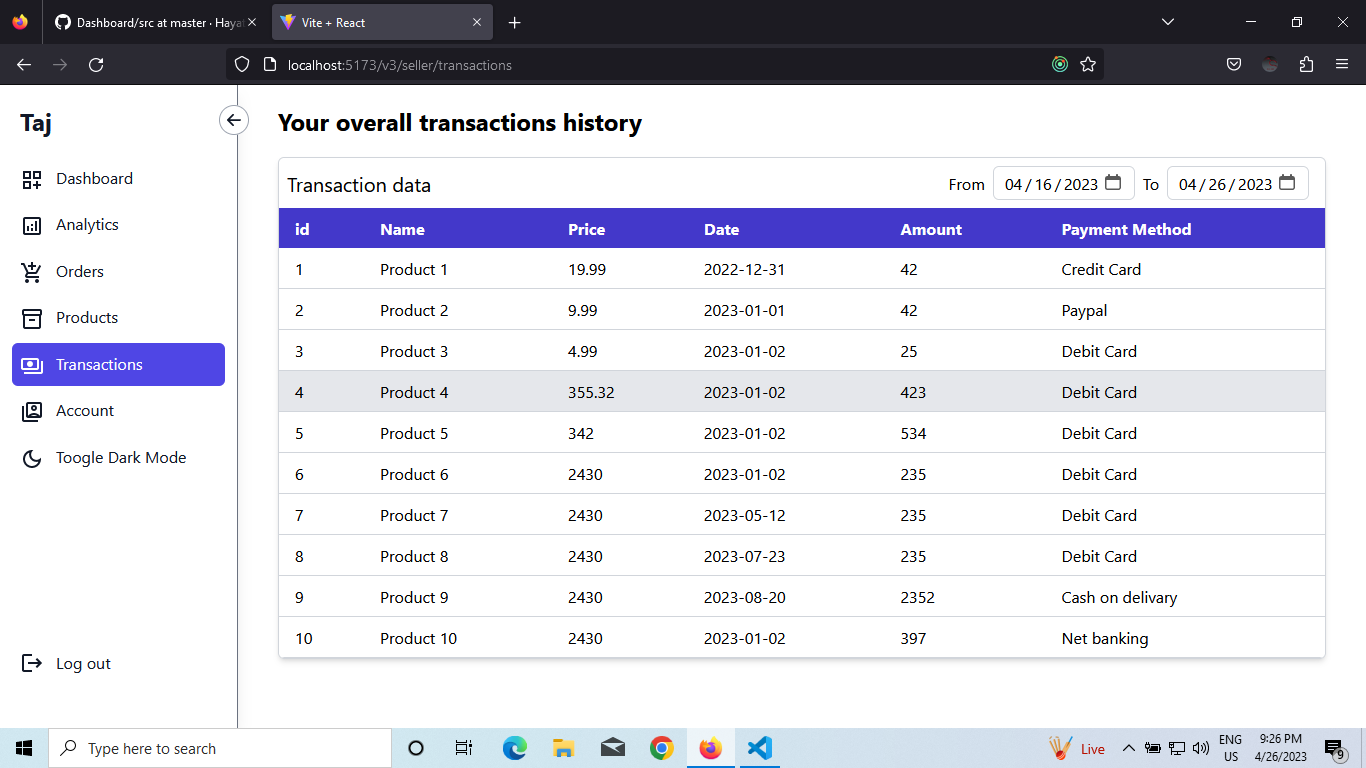 Dashboard/src at master · Haya
Vite + React
localhost:5173/v3/seller/transactions
Taj
Dashboard
Analytics
Orders
Products
Transactions
Account
Toogle Dark Mode
Log out
Your overall transactions history
Transaction data From 04/16/2023 To 04/26/2023
id Name Price Date Amount Payment Method
1 Product 1 19.99 2022-12-31 42 Credit Card
2 Product 2 9.99 2023-01-01 42 Paypal
3 Product 3 4.99 2023-01-02 25 Debit Card
4 Product 4 355.32 2023-01-02 423 Debit Card
5 Product 5 342 2023-01-02 534 Debit Card
6 Product 6 2430 2023-01-02 235 Debit Card
7 Product 7 2430 2023-05-12 235 Debit Card
8 Product 8 2430 2023-07-23 235 Debit Card
9 Product 9 2430 2023-08-20 2352 Cash on delivary
10 Product 10 2430 2023-01-02 397 Net banking
Type here to search
Live
ENG
US
9:26 PM
4/26/2023
9